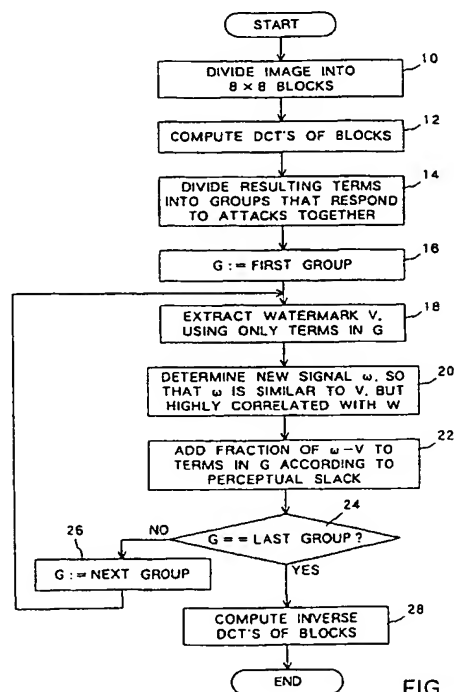 START
10
DIVIDE IMAGE INTO
8 × 8 BLOCKS
12
COMPUTE DCT'S OF BLOCKS
14
DIVIDE RESULTING TERMS
INTO GROUPS THAT RESPOND
TO ATTACKS TOGETHER
16
G := FIRST GROUP
18
EXTRACT WATERMARK V,
USING ONLY TERMS IN G
20
DETERMINE NEW SIGNAL ω, SO
THAT ω IS SIMILAR TO V, BUT
HIGHLY CORRELATED WITH W
22
ADD FRACTION OF ω-V TO
TERMS IN G ACCORDING TO
PERCEPTUAL SLACK
24
G == LAST GROUP?
NO
YES
26
G := NEXT GROUP
28
COMPUTE INVERSE
DCT'S OF BLOCKS
END
FIG